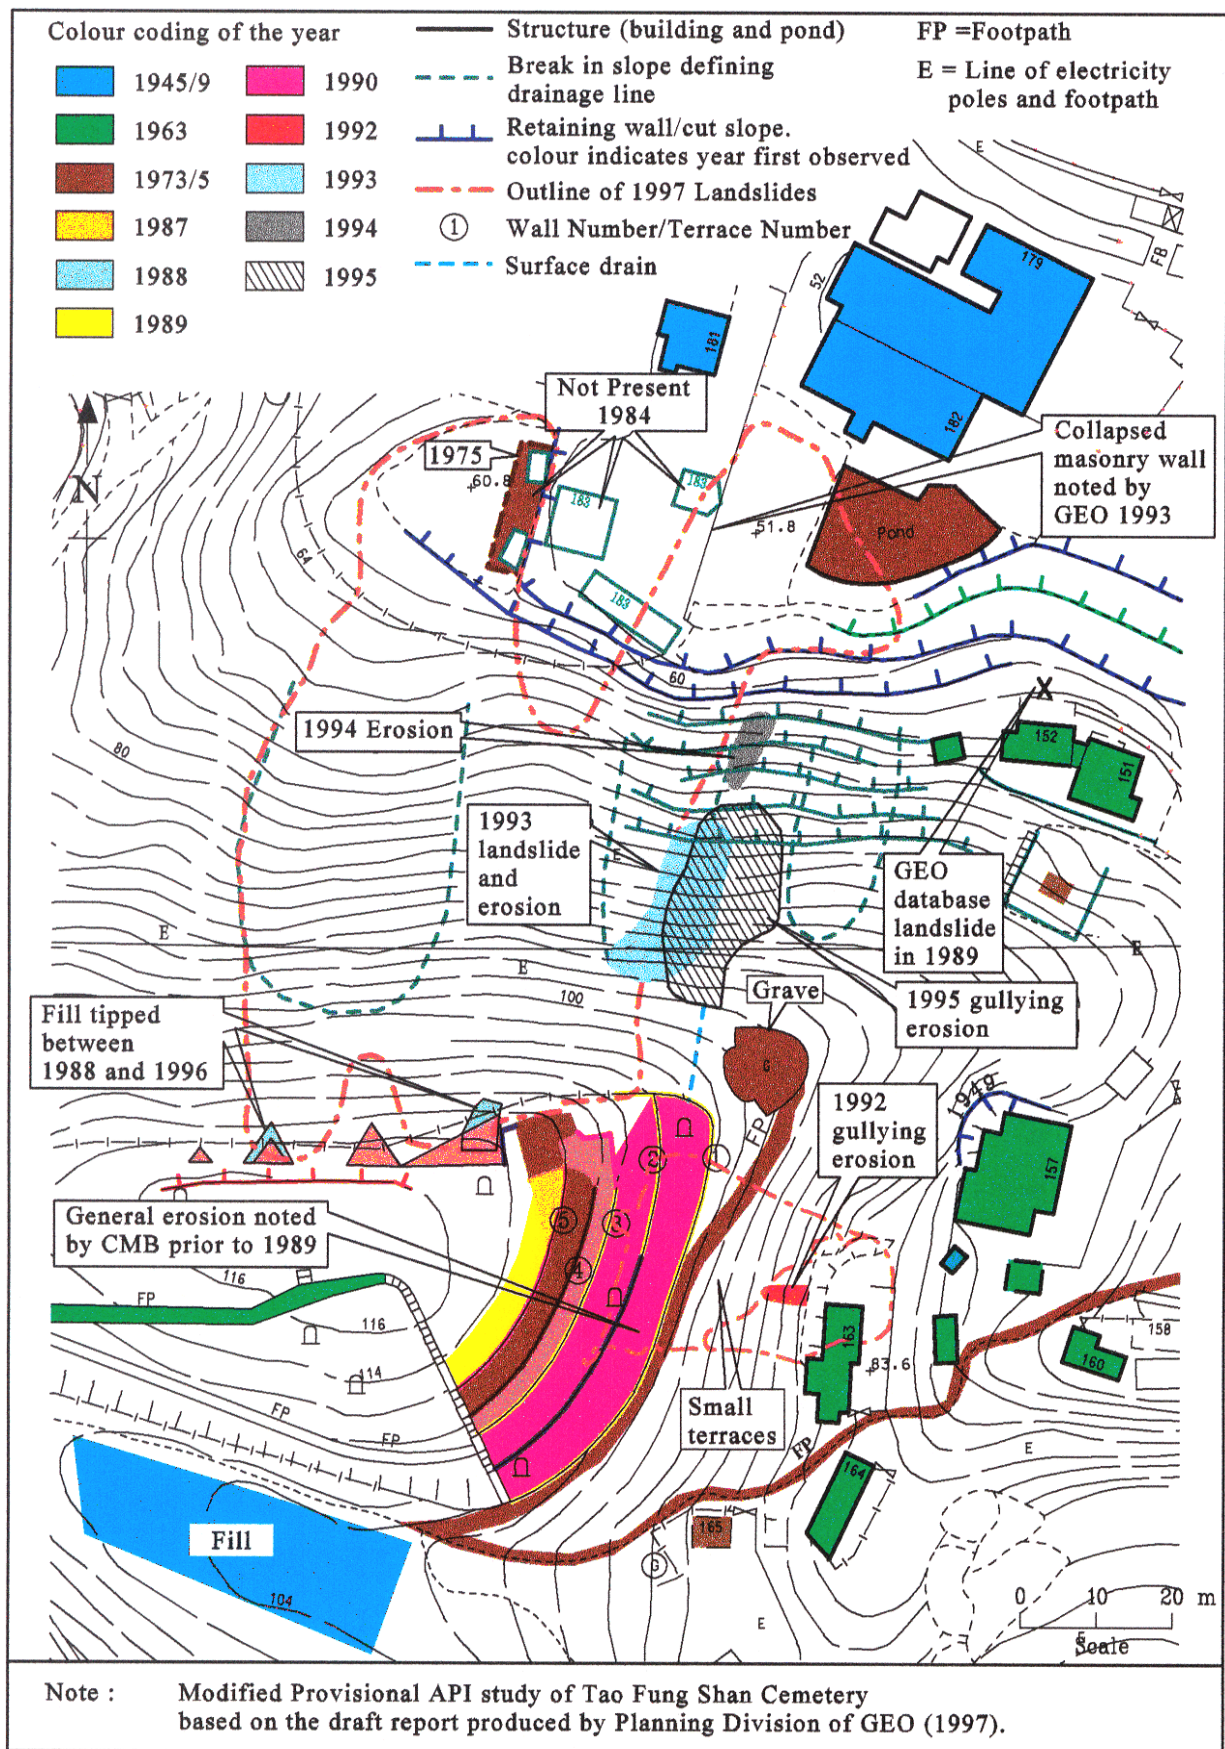 Colour coding of the year
1945/9
1963
1973/5
1987
1988
1989
1990
1992
1993
1994
1995
Structure (building and pond)
Break in slope defining
drainage line
Retaining wall/cut slope.
colour indicates year first observed
Outline of 1997 Landslides
1
Wall Number/Terrace Number
Surface drain
FP =Footpath
E = Line of electricity
poles and footpath
E
FB
179
52
181
182
Not Present
1984
1975
60.8
183
183
183
51.8
Pond
Collapsed
masonry wall
noted by
GEO 1993
N
64
60
X
152
151
80
1994 Erosion
1993
landslide
and
erosion
E
GEO
database
landslide
in 1989
E
E
E
100
Grave
1995 gullying
erosion
Fill tipped
between
1988 and 1996
G
FP
1992
gullying
erosion
1949
157
2
1
3
5
4
General erosion noted
by CMB prior to 1989
116
FP
116
114
FP
FP
163
83.6
158
160
Small
terraces
FP
E
164
165
G
E
Fill
104
0 10 20 m
Scale
Note : Modified Provisional API study of Tao Fung Shan Cemetery
based on the draft report produced by Planning Division of GEO (1997).